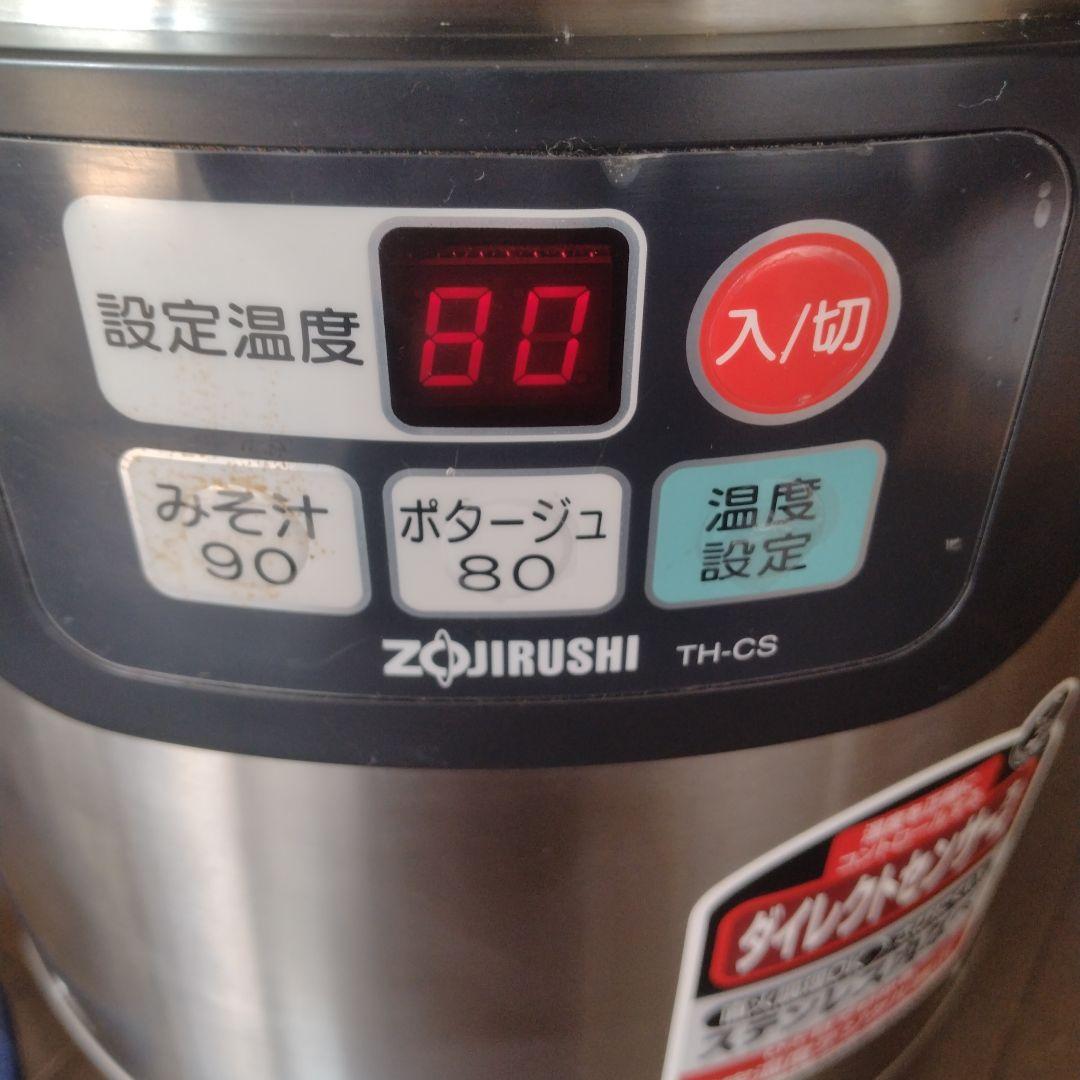 設定温度 80 入/切
みそ汁
90
ポタージュ
80
温度
設定
ZOJIRUSHI TH-CS
ダイレクトセンサー
ステンレス